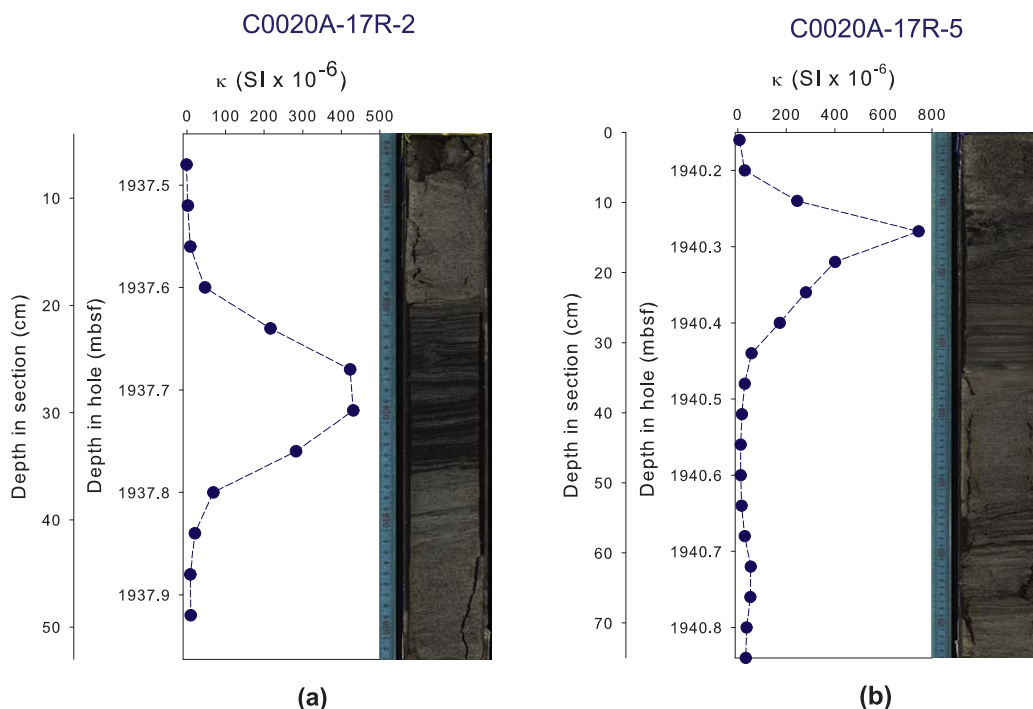 C0020A-17R-2
κ (SI x 10-6)
0 100 200 300 400 500
Depth in section (cm)
10
20
30
40
50
Depth in hole (mbsf)
1937.5
1937.6
1937.7
1937.8
1937.9
(a)
C0020A-17R-5
κ (SI x 10-6)
0 200 400 600 800
Depth in section (cm)
0
10
20
30
40
50
60
70
Depth in hole (mbsf)
1940.2
1940.3
1940.4
1940.5
1940.6
1940.7
1940.8
(b)